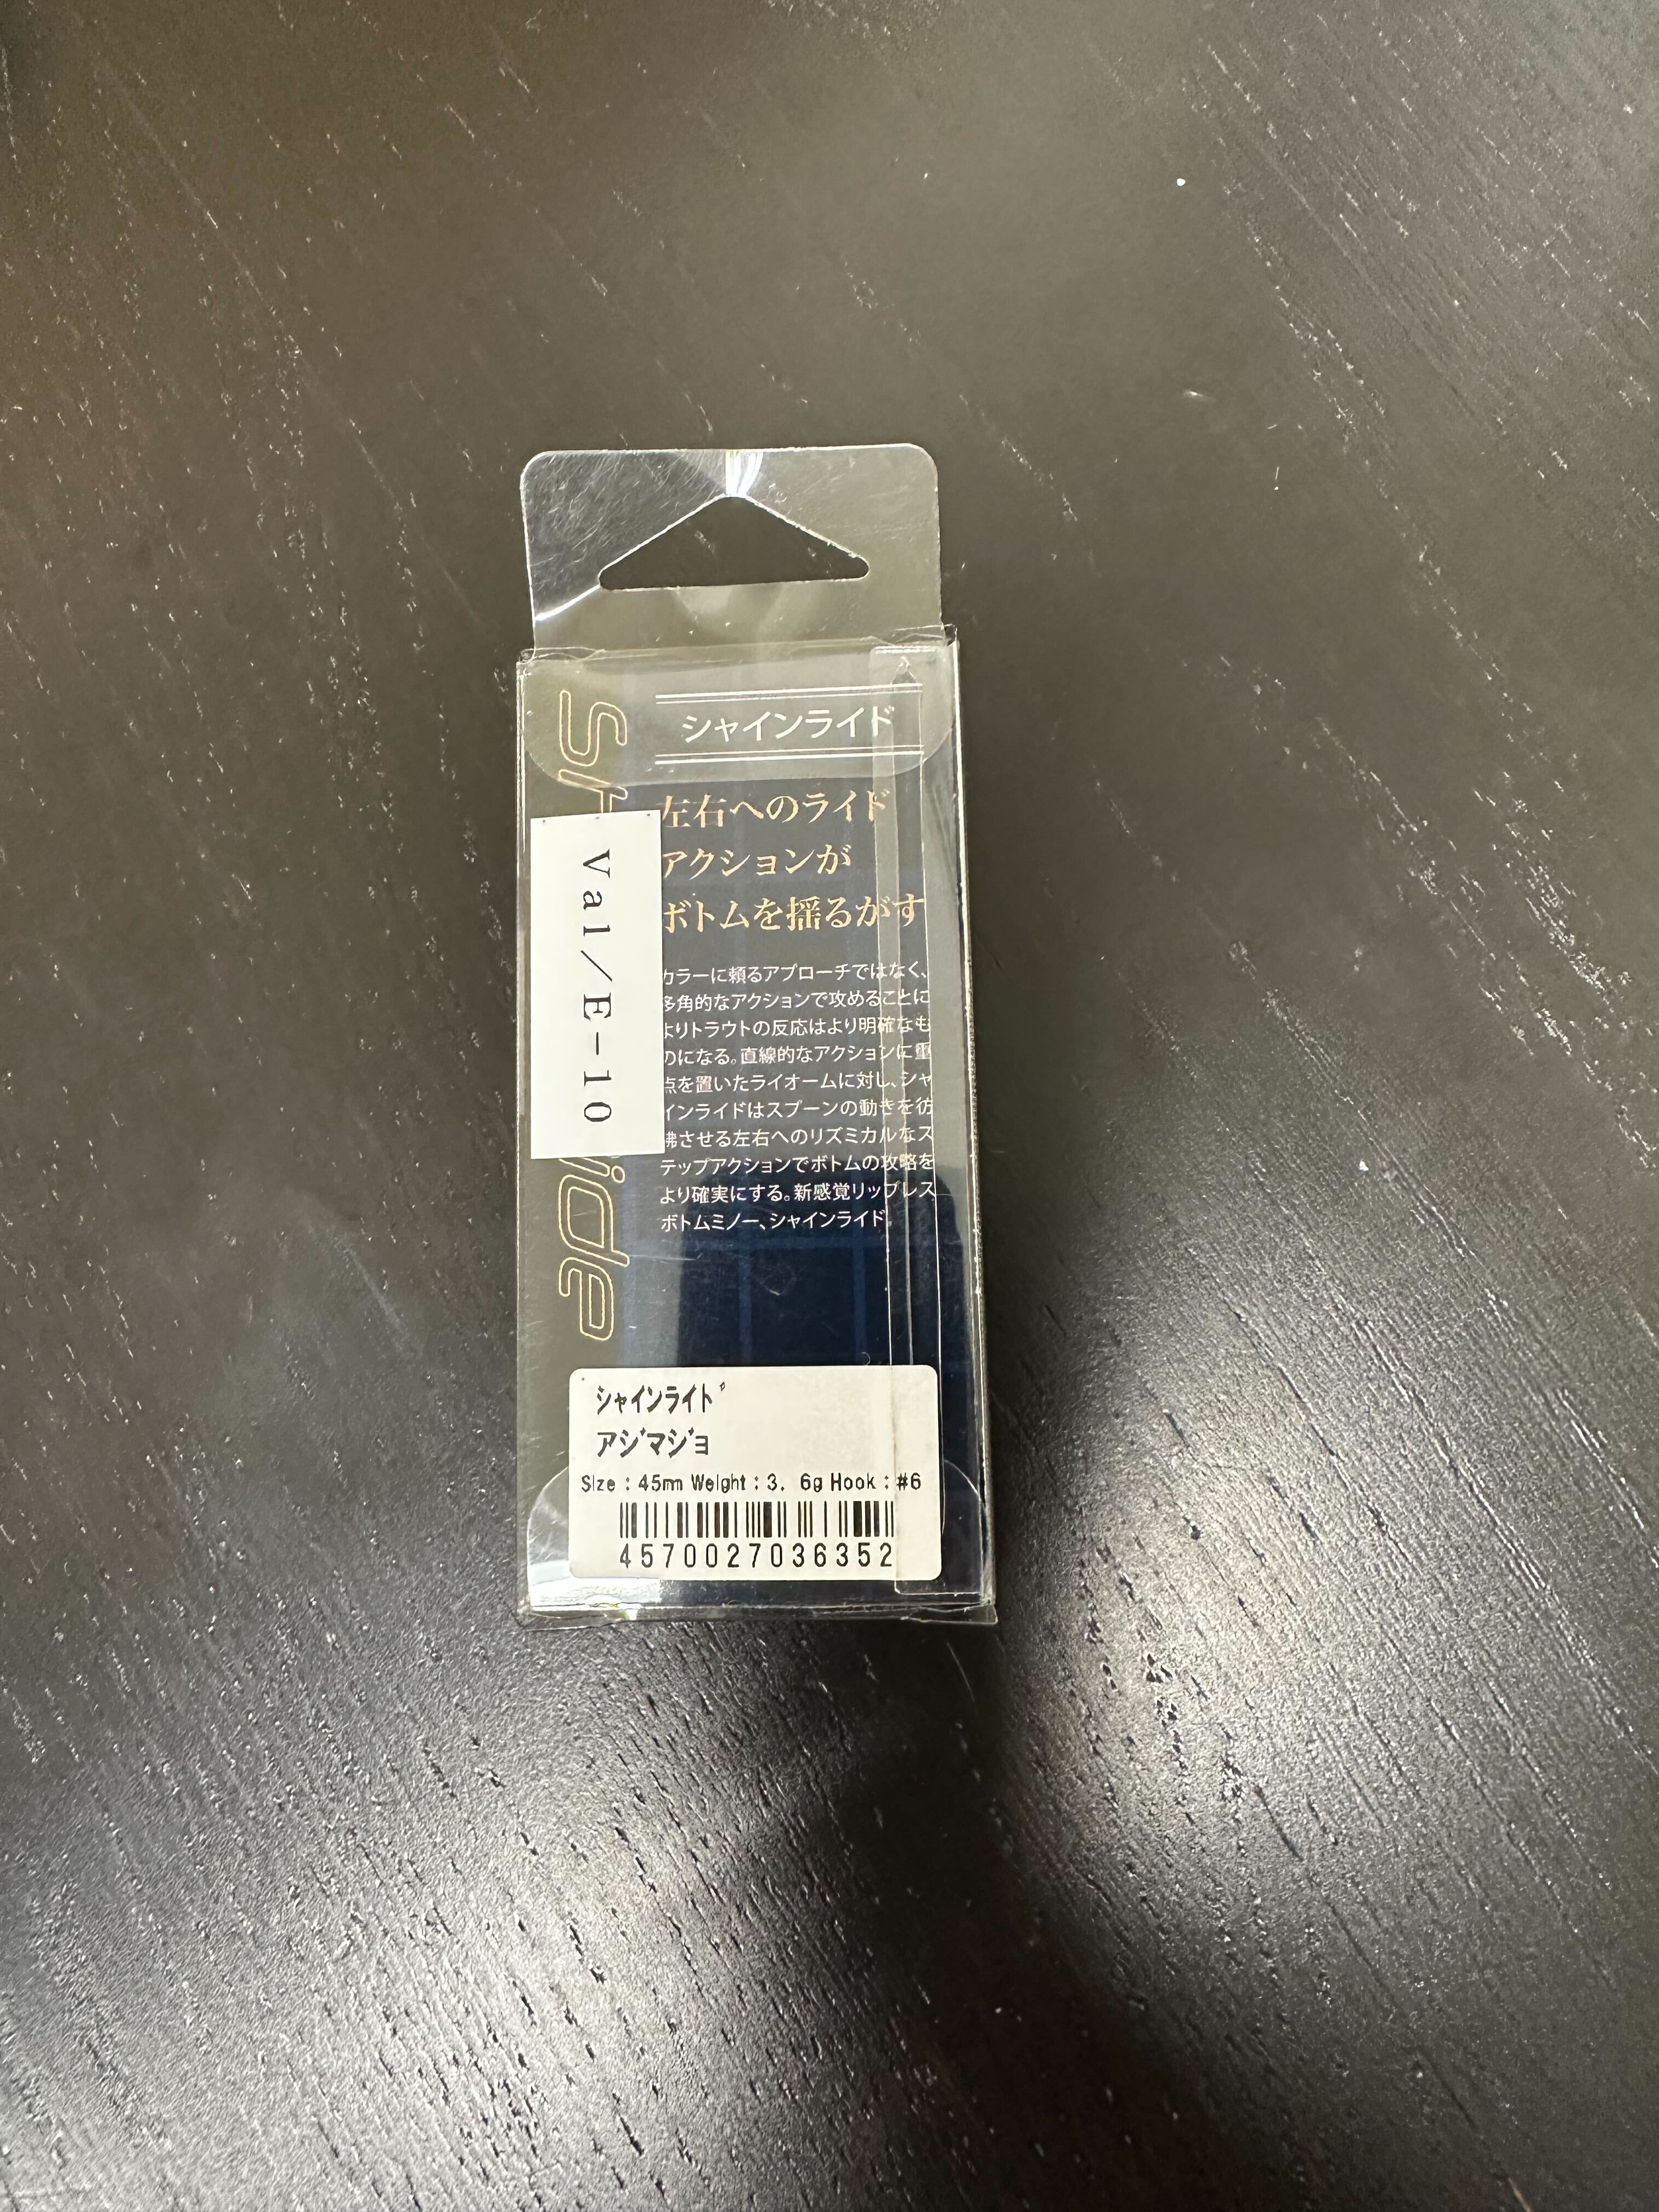 シャインライド
左右へのライド
アクションが
ボトムを揺るがす
カラーに頼るアプローチではなく、
多角的なアクションで攻めることに
よりトラウトの反応はより明確なも
のになる。直線的なアクションに重
点を置いたライオームに対し、シャ
インライドはスプーンの動きを彷
彿させる左右へのリズミカルなス
テップアクションでボトムの攻略を
より確実にする。新感覚リップレス
ボトムミノー、シャインライド。
Val/E-10
シャインライド
アジマジョ
Size : 45mm Weight : 3. 6g Hook : #6
4570027036352